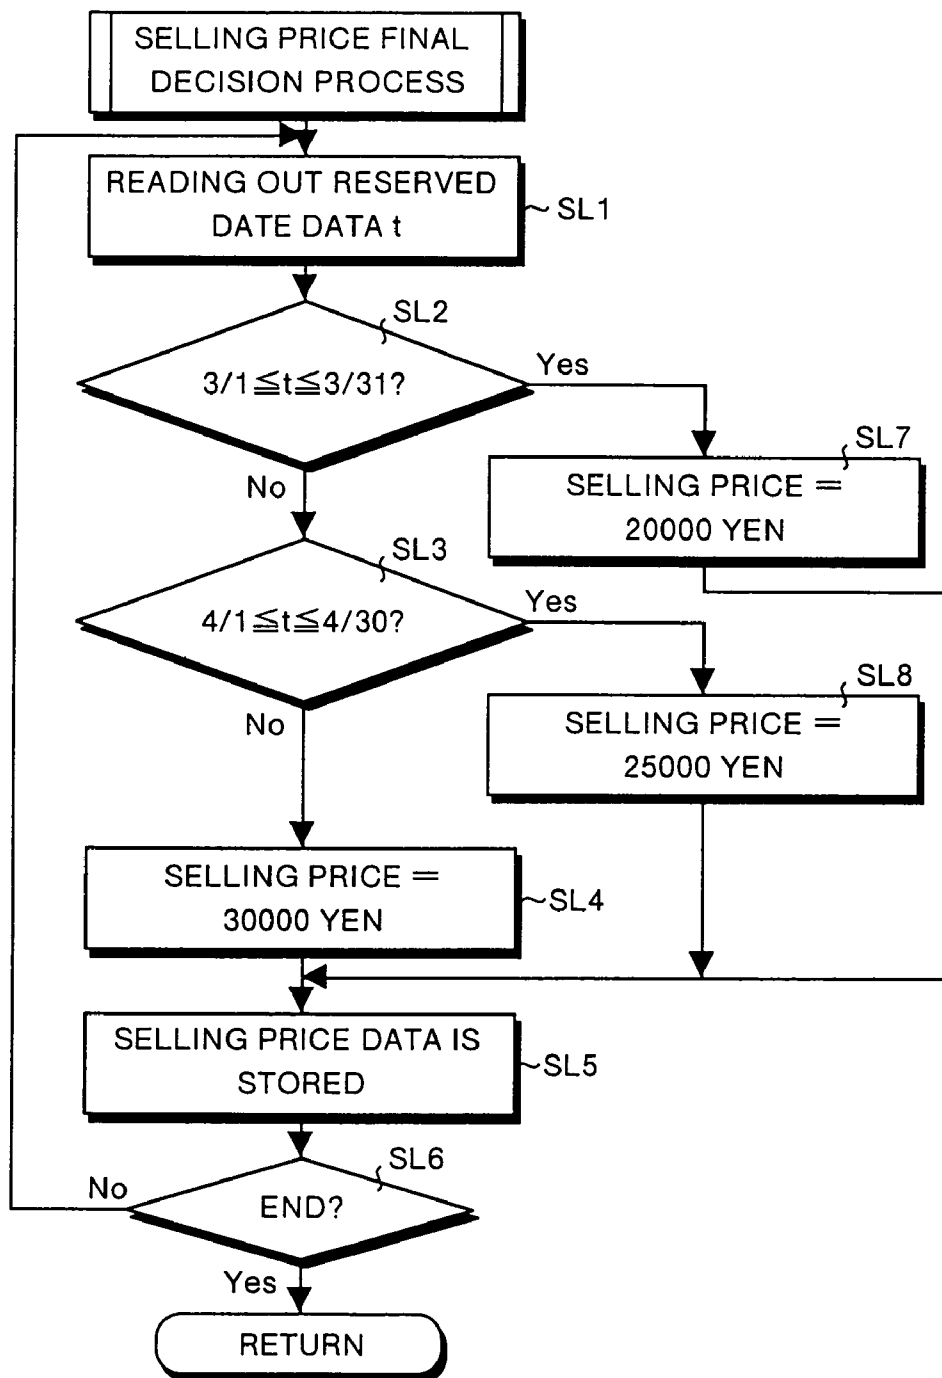 SELLING PRICE FINAL
DECISION PROCESS
READING OUT RESERVED
DATE DATA t
SL1
SL2
3/1≦t≦3/31?
Yes
No
SL7
SELLING PRICE =
20000 YEN
SL3
4/1≦t≦4/30?
Yes
No
SL8
SELLING PRICE =
25000 YEN
SELLING PRICE =
30000 YEN
SL4
SELLING PRICE DATA IS
STORED
SL5
SL6
END?
No
Yes
RETURN